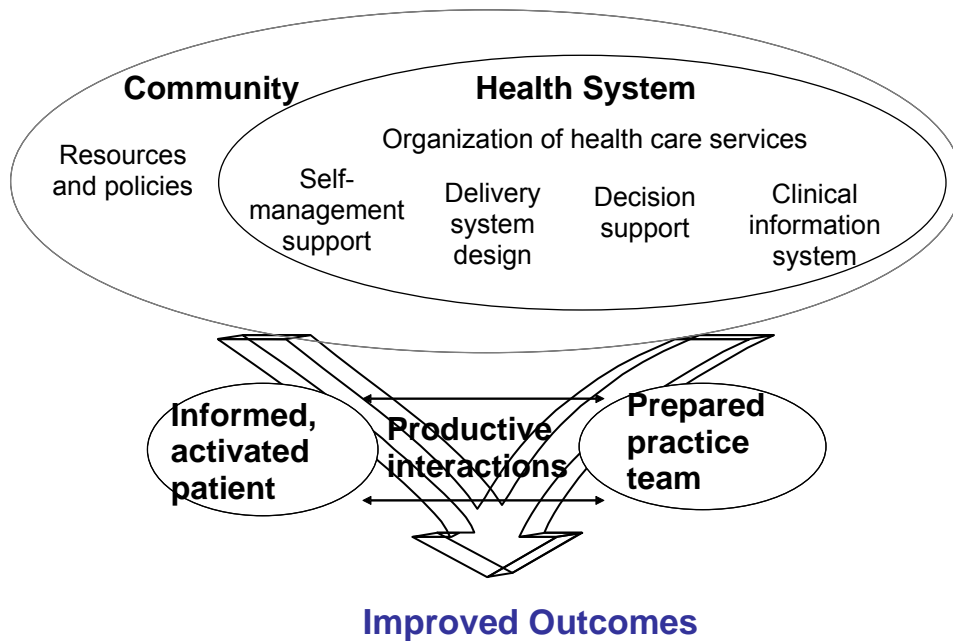 Community
Health System
Organization of health care services
Resources
and policies
Self-
management
support
Delivery
system
design
Decision
support
Clinical
information
system
Informed,
activated
patient
Productive
interactions
Prepared
practice
team
Improved Outcomes